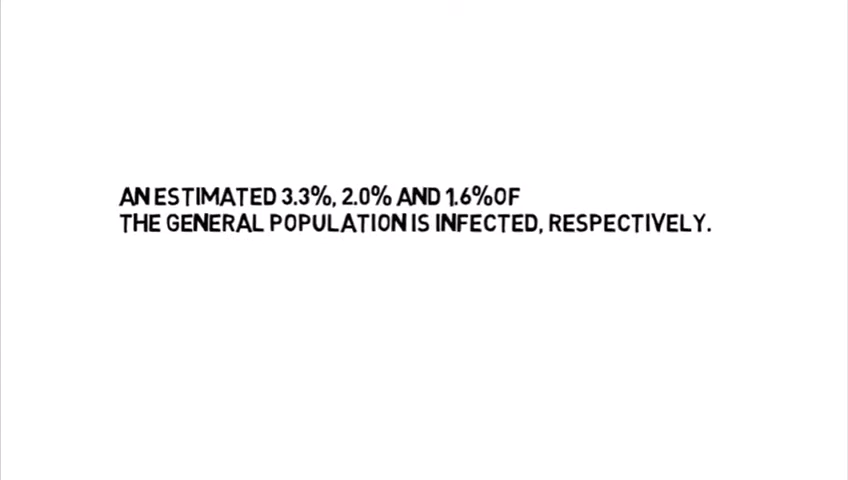 AN ESTIMATED 3.3%, 2.0% AND 1.6%OF
THE GENERAL POPULATION IS INFECTED, RESPECTIVELY.